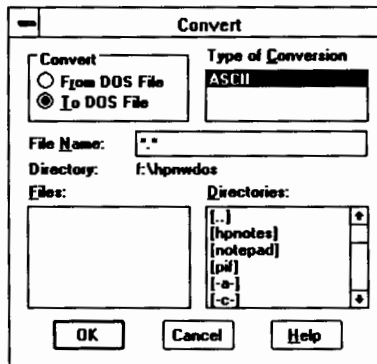 Convert
Convert
From DOS File
To DOS File
Type of Conversion
ASCII
File Name:
*.*
Directory:
f:\hpnwdos
Files:
Directories:
[..]
[hpnotes]
[notepad]
[pif]
[-a-]
[-c-]
OK
Cancel
Help